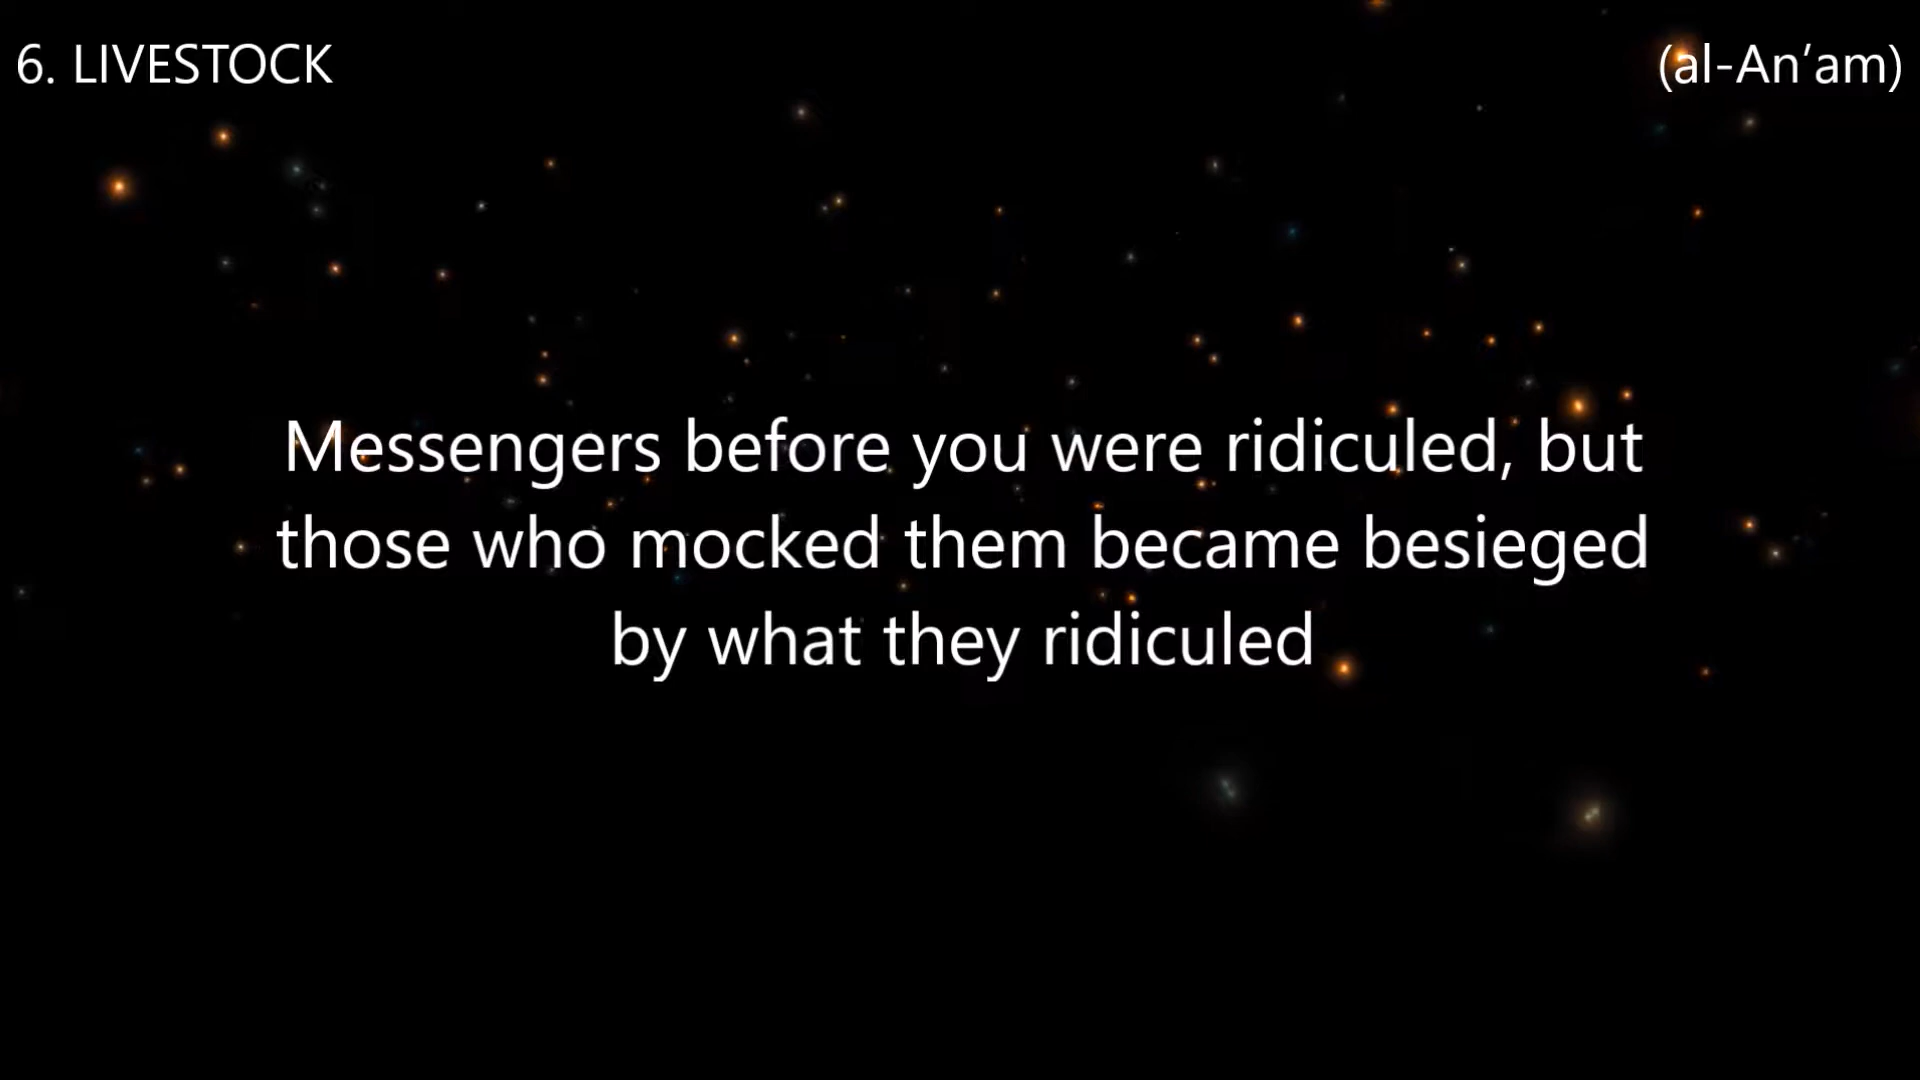 6. LIVESTOCK
(al-An’am)
Messengers before you were ridiculed, but
those who mocked them became besieged
by what they ridiculed